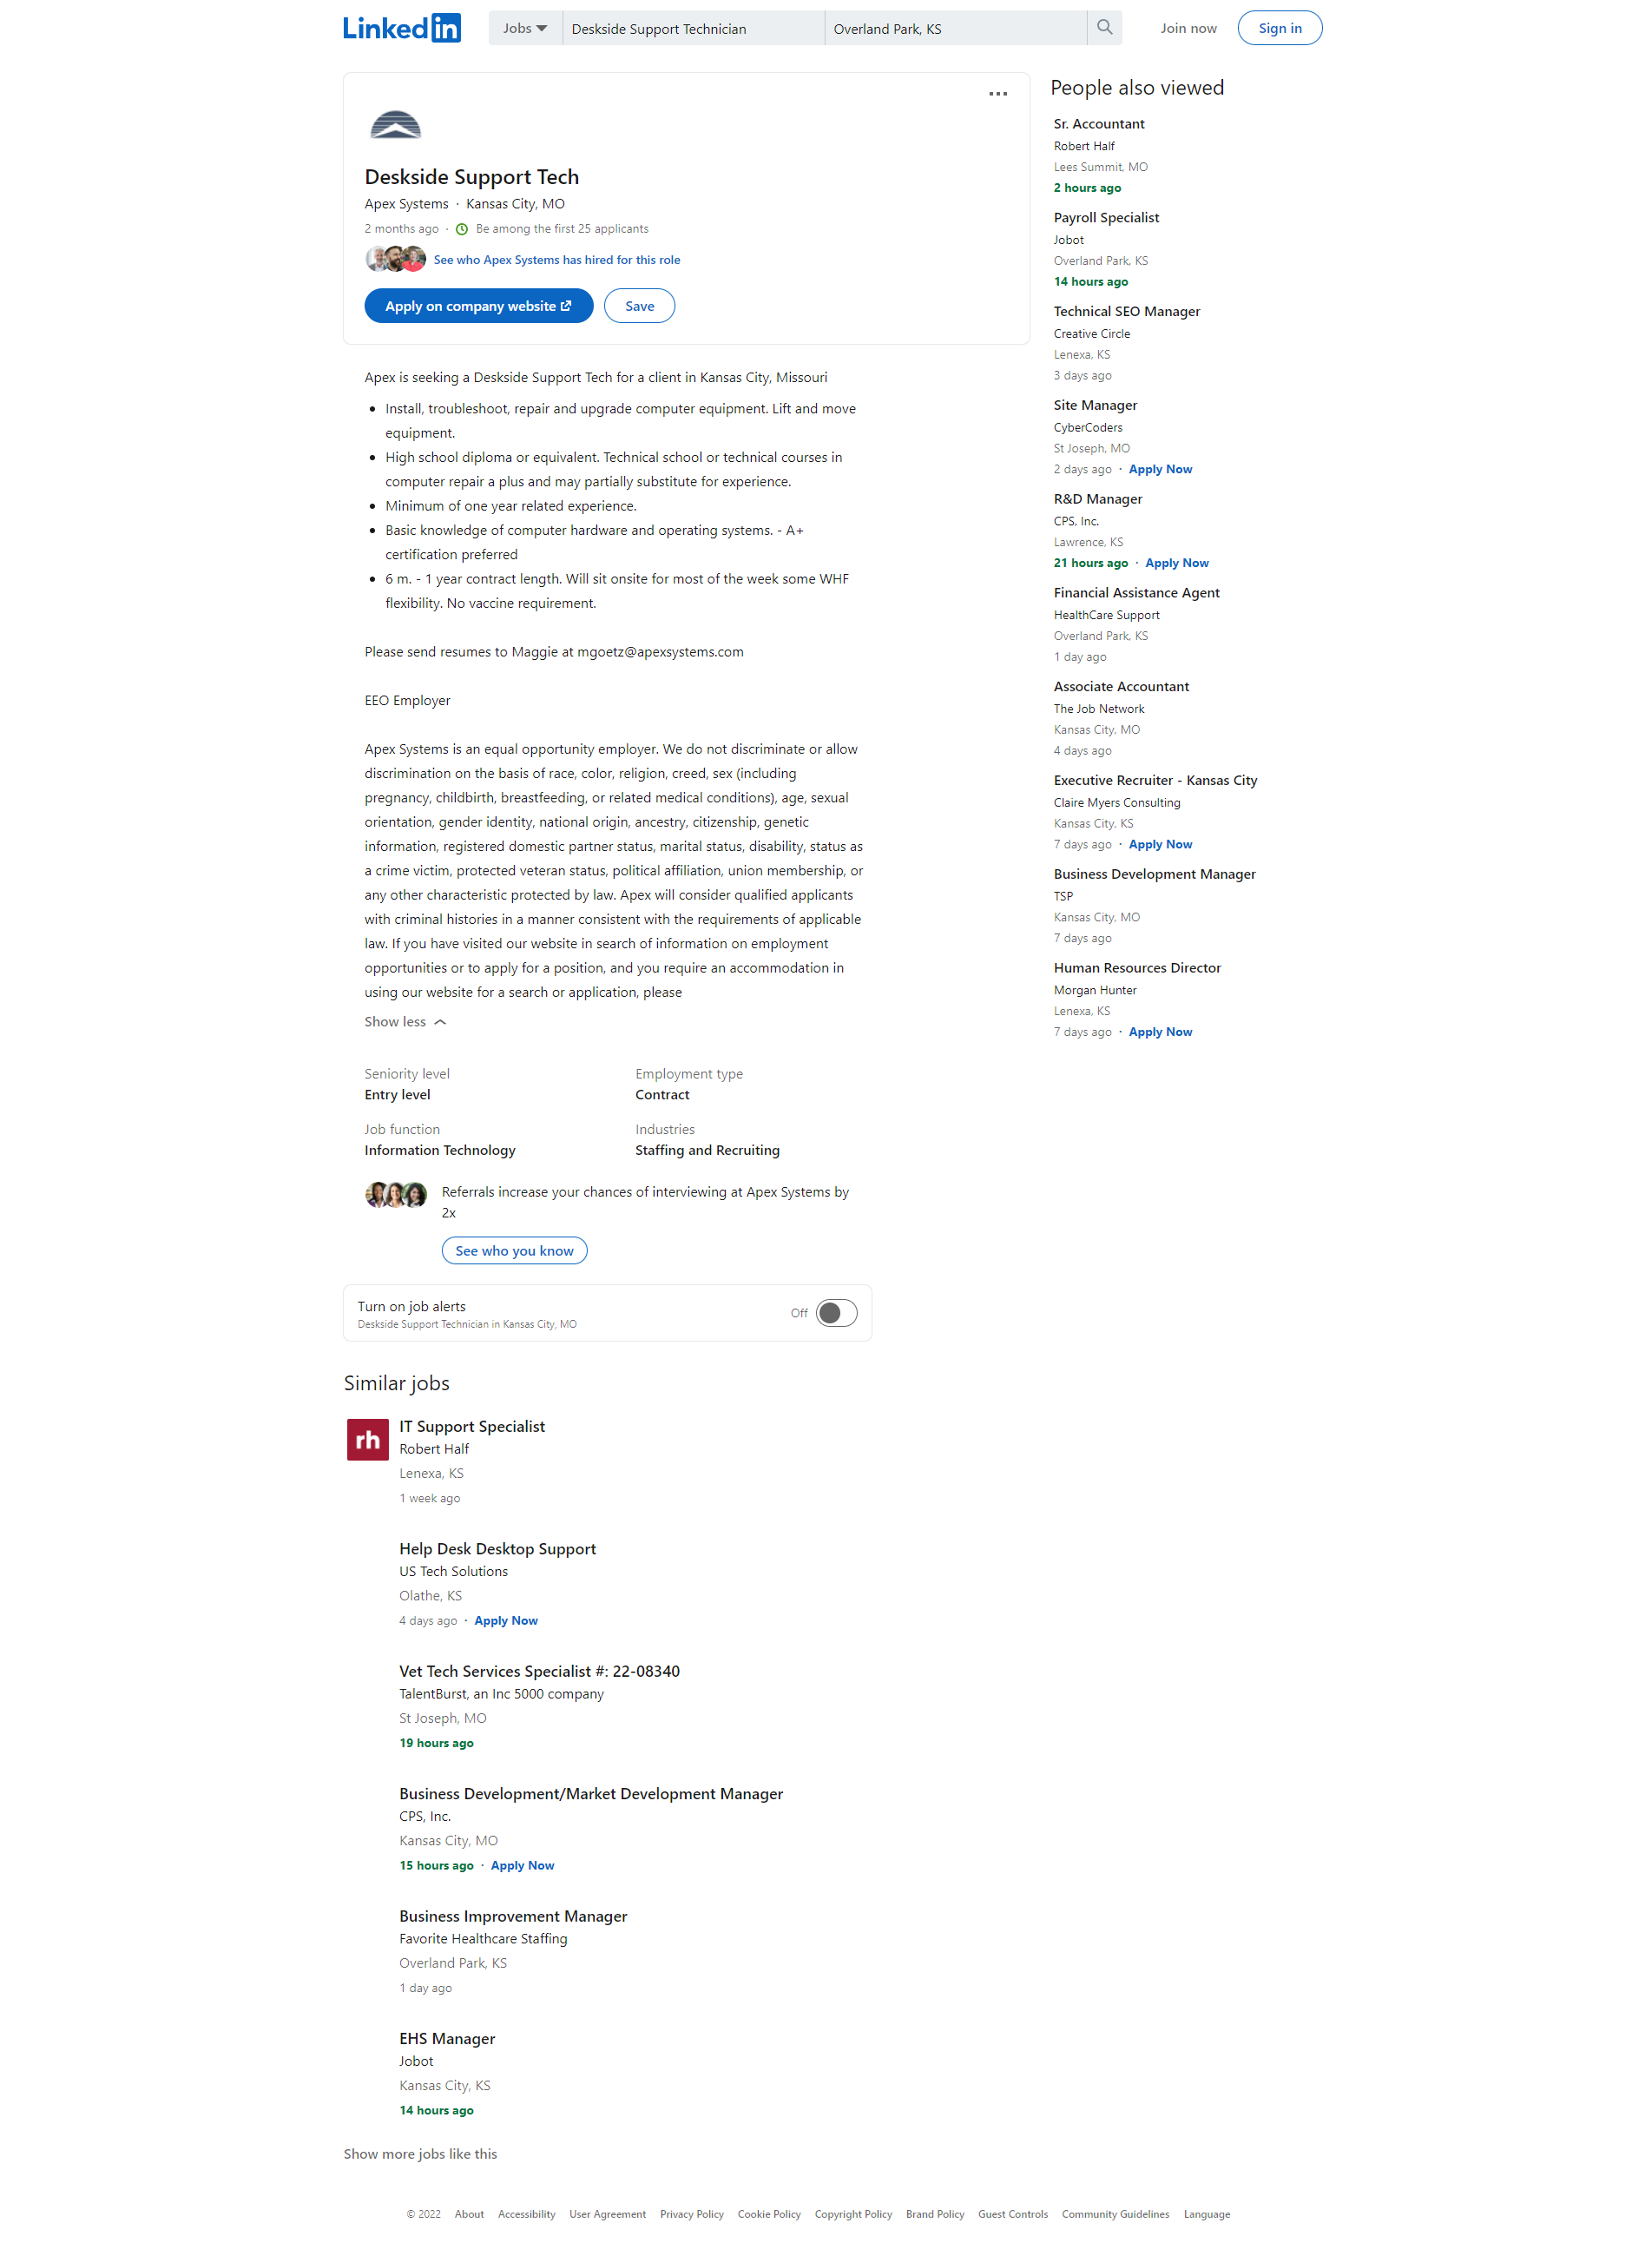 Linked in
Jobs
Deskside Support Technician
Overland Park, KS
Join now
Sign in
Deskside Support Tech
Apex Systems · Kansas City, MO
2 months ago · Be among the first 25 applicants
See who Apex Systems has hired for this role
Apply on company website
Save
Apex is seeking a Deskside Support Tech for a client in Kansas City, Missouri
• Install, troubleshoot, repair and upgrade computer equipment. Lift and move
equipment.
• High school diploma or equivalent. Technical school or technical courses in
computer repair a plus and may partially substitute for experience.
• Minimum of one year related experience.
• Basic knowledge of computer hardware and operating systems. - A+
certification preferred
• 6 m. - 1 year contract length. Will sit onsite for most of the week some WHF
flexibility. No vaccine requirement.
Please send resumes to Maggie at mgoetz@apexsystems.com
EEO Employer
Apex Systems is an equal opportunity employer. We do not discriminate or allow
discrimination on the basis of race, color, religion, creed, sex (including
pregnancy, childbirth, breastfeeding, or related medical conditions), age, sexual
orientation, gender identity, national origin, ancestry, citizenship, genetic
information, registered domestic partner status, marital status, disability, status as
a crime victim, protected veteran status, political affiliation, union membership, or
any other characteristic protected by law. Apex will consider qualified applicants
with criminal histories in a manner consistent with the requirements of applicable
law. If you have visited our website in search of information on employment
opportunities or to apply for a position, and you require an accommodation in
using our website for a search or application, please
Show less
Seniority level
Entry level
Employment type
Contract
Job function
Information Technology
Industries
Staffing and Recruiting
Referrals increase your chances of interviewing at Apex Systems by
2x
See who you know
Turn on job alerts
Deskside Support Technician in Kansas City, MO
Off
Similar jobs
rh
IT Support Specialist
Robert Half
Lenexa, KS
1 week ago
Help Desk Desktop Support
US Tech Solutions
Olathe, KS
4 days ago · Apply Now
Vet Tech Services Specialist #: 22-08340
TalentBurst, an Inc 5000 company
St Joseph, MO
19 hours ago
Business Development/Market Development Manager
CPS, Inc.
Kansas City, MO
15 hours ago · Apply Now
Business Improvement Manager
Favorite Healthcare Staffing
Overland Park, KS
1 day ago
EHS Manager
Jobot
Kansas City, KS
14 hours ago
Show more jobs like this
People also viewed
Sr. Accountant
Robert Half
Lees Summit, MO
2 hours ago
Payroll Specialist
Jobot
Overland Park, KS
14 hours ago
Technical SEO Manager
Creative Circle
Lenexa, KS
3 days ago
Site Manager
CyberCoders
St Joseph, MO
2 days ago · Apply Now
R&D Manager
CPS, Inc.
Lawrence, KS
21 hours ago · Apply Now
Financial Assistance Agent
HealthCare Support
Overland Park, KS
1 day ago
Associate Accountant
The Job Network
Kansas City, MO
4 days ago
Executive Recruiter - Kansas City
Claire Myers Consulting
Kansas City, KS
7 days ago · Apply Now
Business Development Manager
TSP
Kansas City, MO
7 days ago
Human Resources Director
Morgan Hunter
Lenexa, KS
7 days ago · Apply Now
© 2022 About Accessibility User Agreement Privacy Policy Cookie Policy Copyright Policy Brand Policy Guest Controls Community Guidelines Language